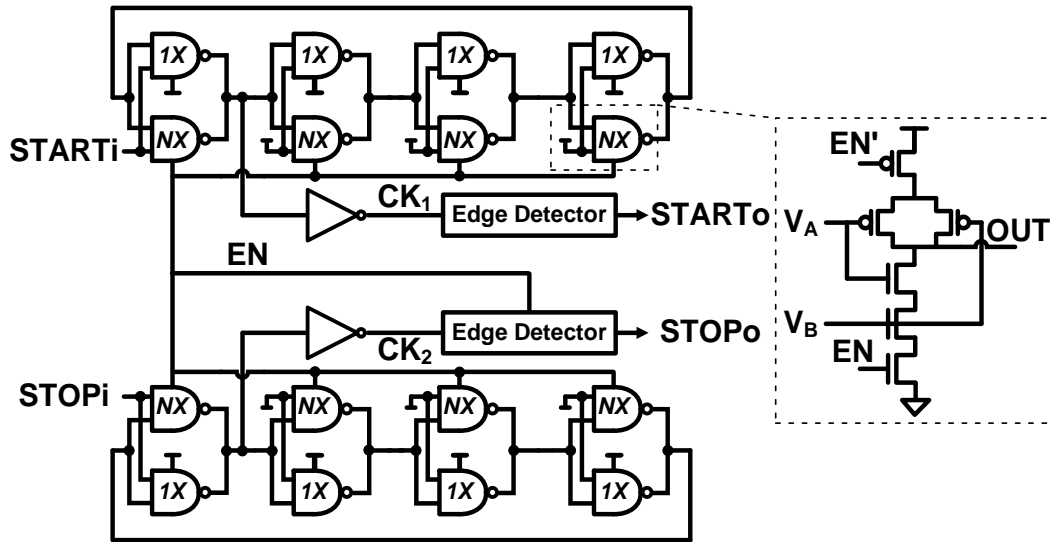 1X 1X 1X 1X
STARTi NX NX NX NX
CK1 Edge Detector STARTo
EN
CK2 Edge Detector STOPo
STOPi NX NX NX NX
1X 1X 1X 1X
EN'
VA OUT
VB
EN